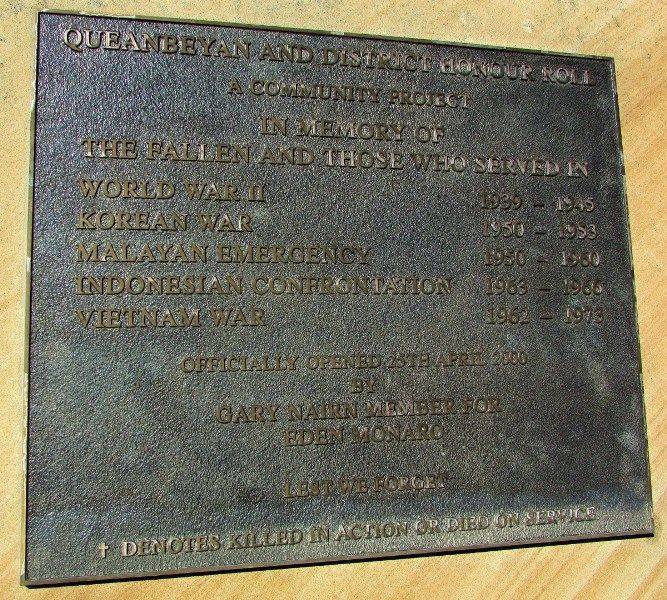 QUEANBEYAN AND DISTRICT HONOUR ROLL
A COMMUNITY PROJECT
IN MEMORY OF
THE FALLEN AND THOSE WHO SERVED IN
WORLD WAR II 1939 - 1945
KOREAN WAR 1950 - 1953
MALAYAN EMERGENCY 1950 - 1960
INDONESIAN CONFRONTATION 1963 - 1966
VIETNAM WAR 1962 - 1973
OFFICIALLY OPENED 25TH APRIL 2000
BY
GARY NAIRN MEMBER FOR
EDEN MONARO
LEST WE FORGET
† DENOTES KILLED IN ACTION OR DIED ON SERVICE